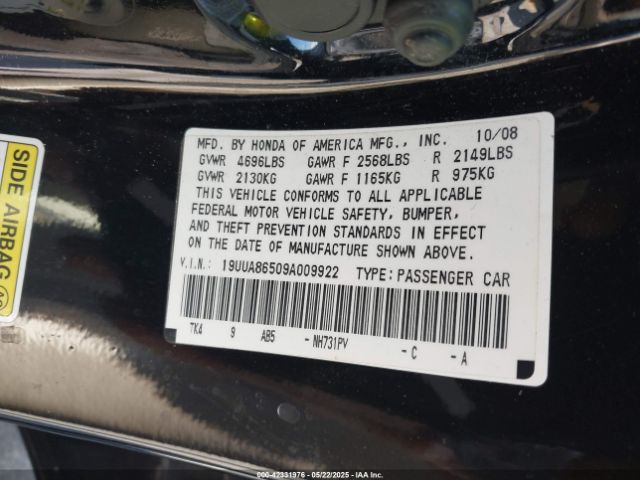 MFD. BY HONDA OF AMERICA MFG., INC. 10/08
GVWR 4696LBS GAWR F 2568LBS R 2149LBS
GVWR 2130KG GAWR F 1165KG R 975KG
THIS VEHICLE CONFORMS TO ALL APPLICABLE
FEDERAL MOTOR VEHICLE SAFETY, BUMPER,
AND THEFT PREVENTION STANDARDS IN EFFECT
ON THE DATE OF MANUFACTURE SHOWN ABOVE.
V.I.N.: 19UUA86509A009922 TYPE: PASSENGER CAR
TK4 9 AB5 -NH731PV -C -A
SIDE AIRBAG
000-47331976 - 05/22/2025 - IAAI.COM